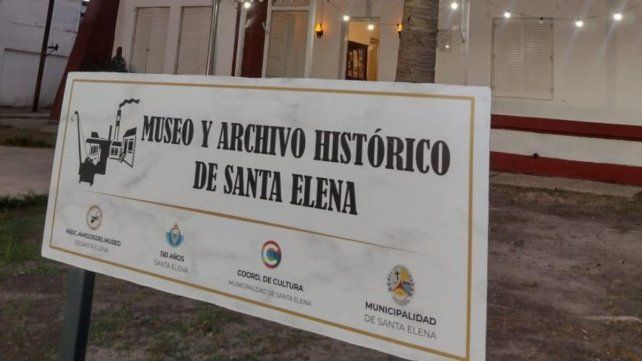 MUSEO Y ARCHIVO HISTÓRICO
DE SANTA ELENA
ASOC. AMIGOS DEL MUSEO
DE SANTA ELENA
150 AÑOS
SANTA ELENA
COORD. DE CULTURA
MUNICIPALIDAD DE SANTA ELENA
MUNICIPALIDAD
DE SANTA ELENA